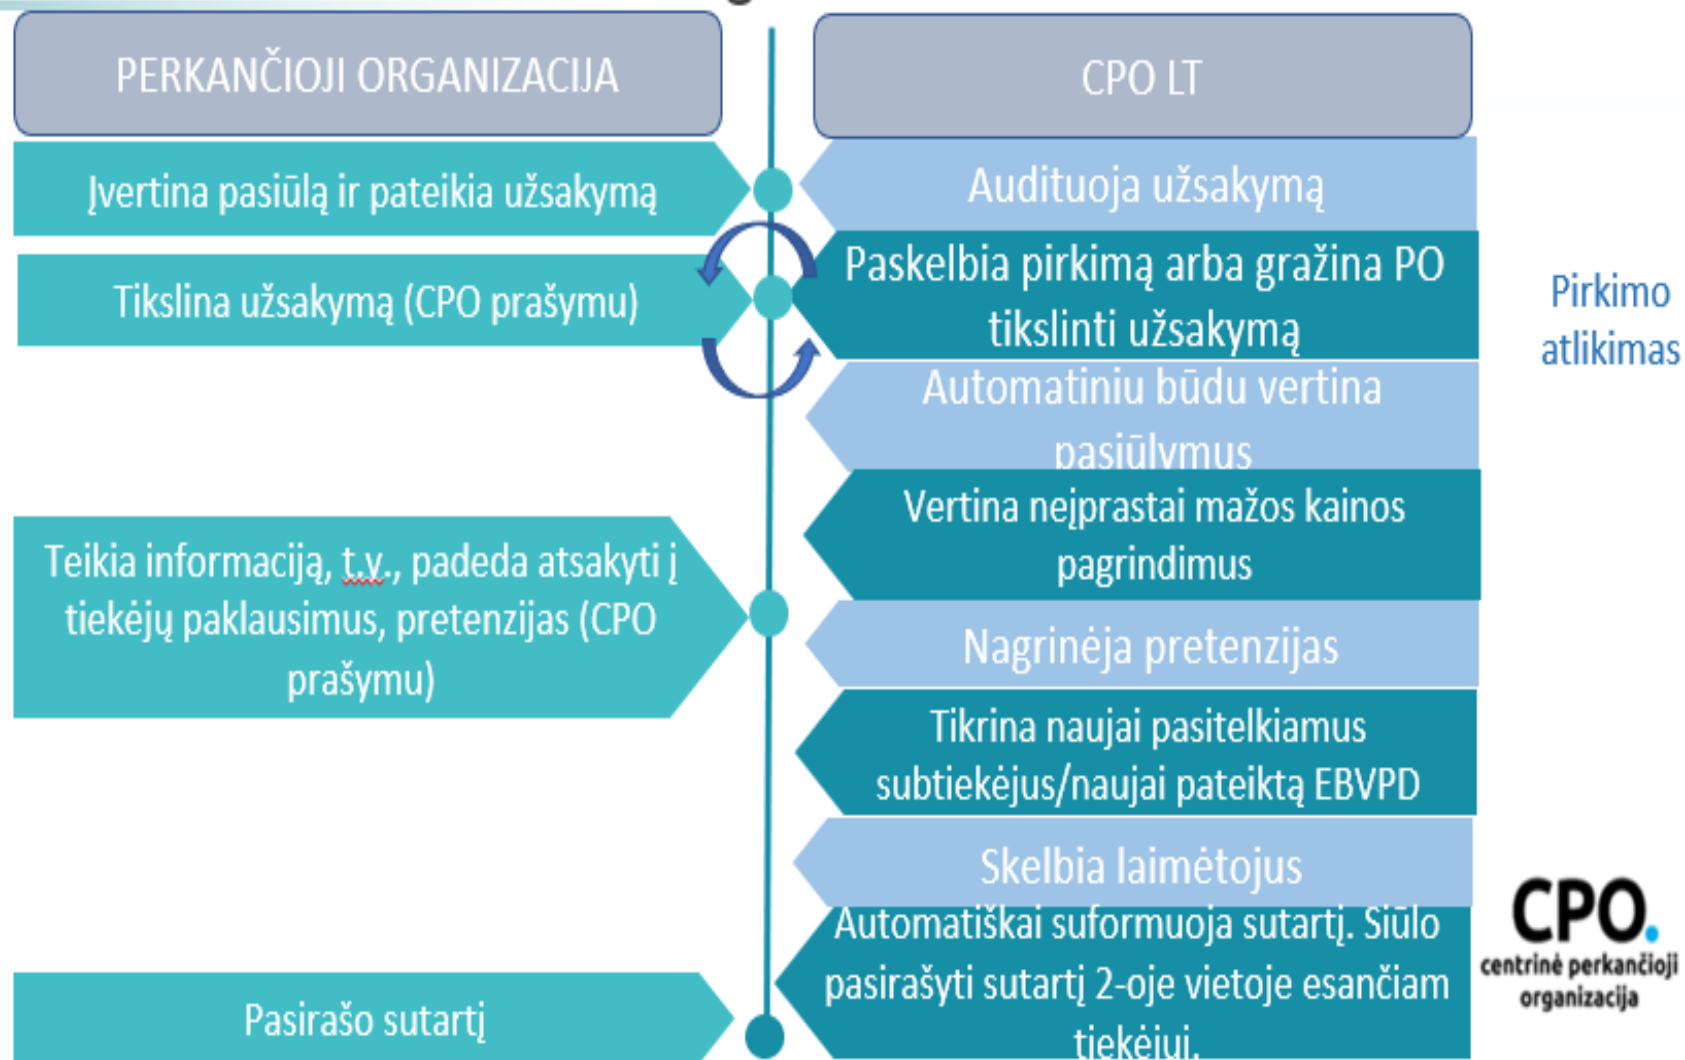 PERKANČIOJI ORGANIZACIJA
CPO LT
Įvertina pasiūlą ir pateikia užsakymą
Audituoja užsakymą
Tikslina užsakymą (CPO prašymu)
Paskelbia pirkimą arba gražina PO
tikslinti užsakymą
Pirkimo
atlikimas
Automatiniu būdu vertina
pasiūlymus
Vertina neįprastai mažos kainos
pagrindimus
Teikia informaciją, t.y., padeda atsakyti į
tiekėjų paklausimus, pretenzijas (CPO
prašymu)
Nagrinėja pretenzijas
Tikrina naujai pasitelkiamus
subtiekėjus/naujai pateiktą EBVPD
Skelbia laimėtojus
Automatiškai suformuoja sutartį. Siūlo
pasirašyti sutartį 2-oje vietoje esančiam
tiekėjui.
Pasirašo sutartį
CPO.
centrinė perkančioji
organizacija